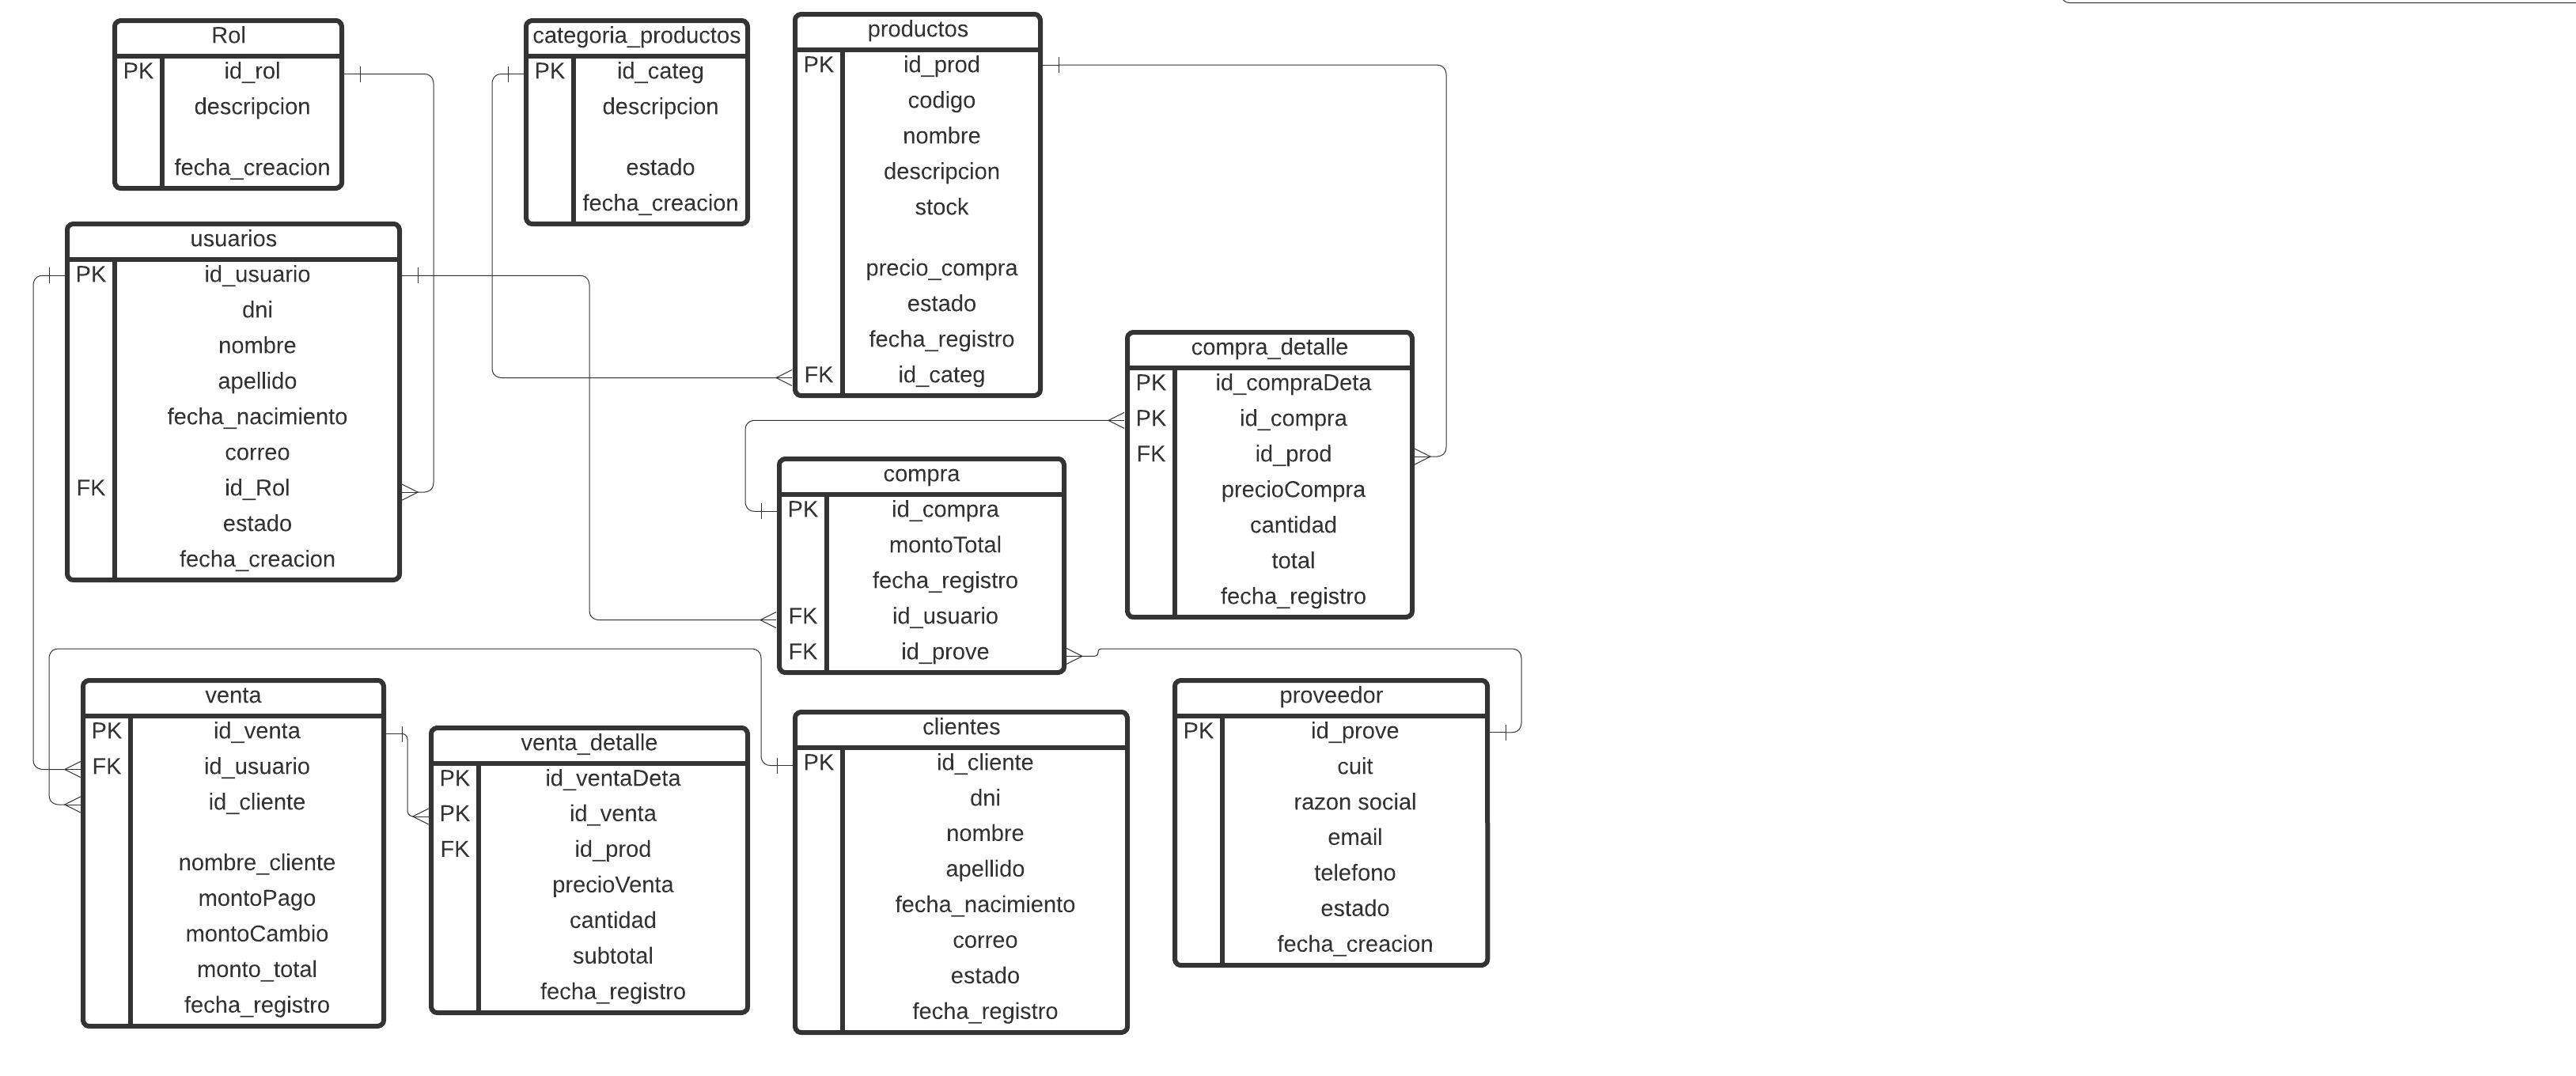 Rol
PK id_rol
descripcion
fecha_creacion
categoria_productos
PK id_categ
descripcion
estado
fecha_creacion
productos
PK id_prod
codigo
nombre
descripcion
stock
precio_compra
estado
fecha_registro
FK id_categ
usuarios
PK id_usuario
dni
nombre
apellido
fecha_nacimiento
correo
FK id_Rol
estado
fecha_creacion
compra_detalle
PK id_compraDeta
PK id_compra
FK id_prod
precioCompra
cantidad
total
fecha_registro
compra
PK id_compra
montoTotal
fecha_registro
FK id_usuario
FK id_prove
venta
PK id_venta
FK id_usuario
id_cliente
nombre_cliente
montoPago
montoCambio
monto_total
fecha_registro
venta_detalle
PK id_ventaDeta
PK id_venta
FK id_prod
precioVenta
cantidad
subtotal
fecha_registro
clientes
PK id_cliente
dni
nombre
apellido
fecha_nacimiento
correo
estado
fecha_registro
proveedor
PK id_prove
cuit
razon social
email
telefono
estado
fecha_creacion